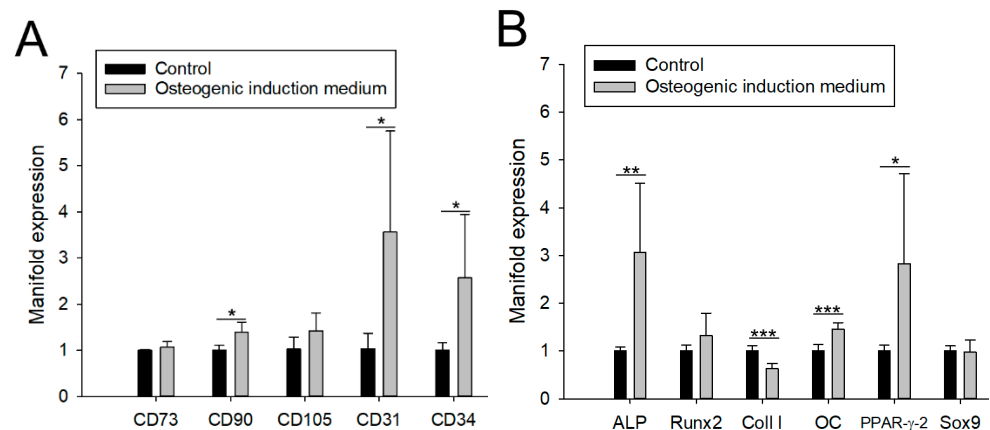 A
Control
Osteogenic induction medium
Manifold expression
7
6
5
4
3
2
1
0
*
*
*
CD73 CD90 CD105 CD31 CD34
B
Control
Osteogenic induction medium
Manifold expression
7
6
5
4
3
2
1
0
**
***
***
*
ALP Runx2 Coll I OC PPAR-γ-2 Sox9